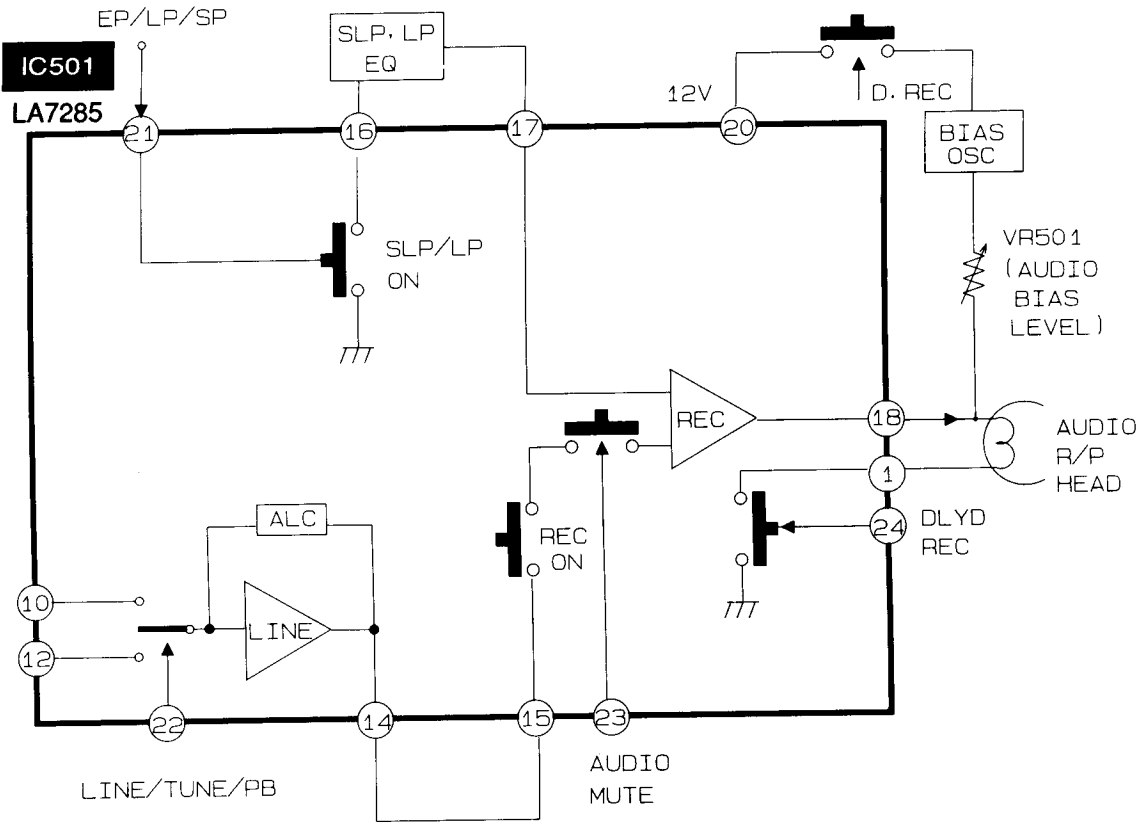 EP/LP/SP
IC501
LA7285
SLP, LP
EQ
12V
D. REC
BIAS
OSC
21
16
17
20
SLP/LP
ON
VR501
(AUDIO
BIAS
LEVEL)
REC
18
AUDIO
R/P
HEAD
1
ALC
REC
ON
24
DLYD
REC
10
LINE
12
22
14
15
23
LINE/TUNE/PB
AUDIO
MUTE